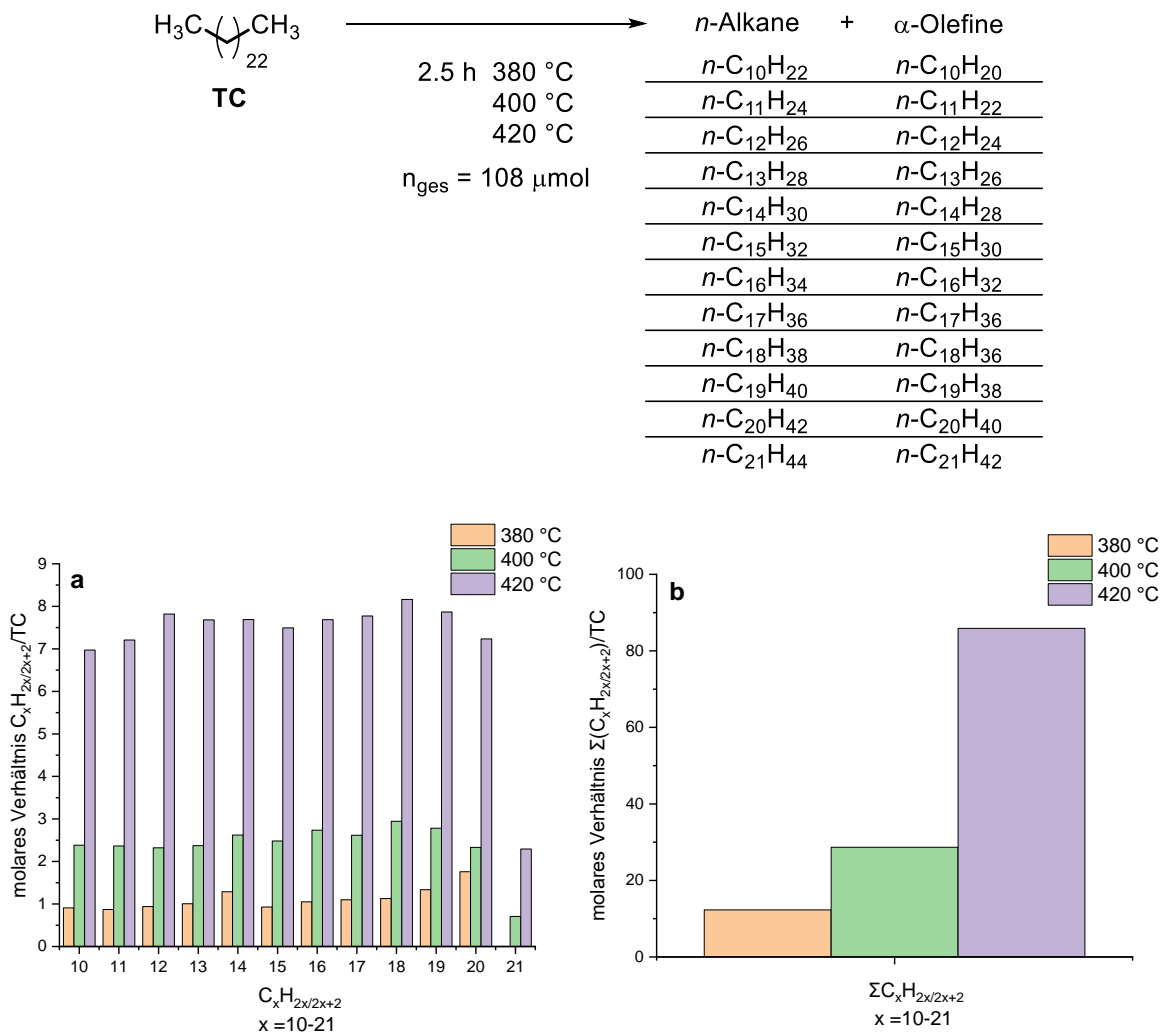 H₃C ( ) CH₃ n-Alkane + α-Olefine
22
TC
2.5 h 380 °C
400 °C
420 °C
n_ges = 108 μmol
n-C₁₀H₂₂ n-C₁₀H₂₀
n-C₁₁H₂₄ n-C₁₁H₂₂
n-C₁₂H₂₆ n-C₁₂H₂₄
n-C₁₃H₂₈ n-C₁₃H₂₆
n-C₁₄H₃₀ n-C₁₄H₂₈
n-C₁₅H₃₂ n-C₁₅H₃₀
n-C₁₆H₃₄ n-C₁₆H₃₂
n-C₁₇H₃₆ n-C₁₇H₃₆
n-C₁₈H₃₈ n-C₁₈H₃₆
n-C₁₉H₄₀ n-C₁₉H₃₈
n-C₂₀H₄₂ n-C₂₀H₄₀
n-C₂₁H₄₄ n-C₂₁H₄₂
a
380 °C
400 °C
420 °C
molares Verhältnis CₓH₂ₓ/₂ₓ₊₂/TC
9
8
7
6
5
4
3
2
1
0
10 11 12 13 14 15 16 17 18 19 20 21
CₓH₂ₓ/₂ₓ₊₂
x =10-21
b
380 °C
400 °C
420 °C
molares Verhältnis Σ(CₓH₂ₓ/₂ₓ₊₂)/TC
100
80
60
40
20
0
ΣCₓH₂ₓ/₂ₓ₊₂
x =10-21